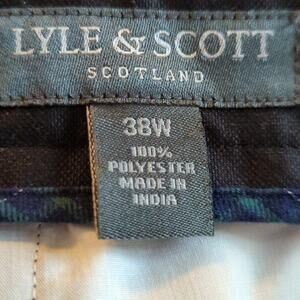 LYLE & SCOTT
SCOTLAND
38W
100%
POLYESTER
MADE IN
INDIA